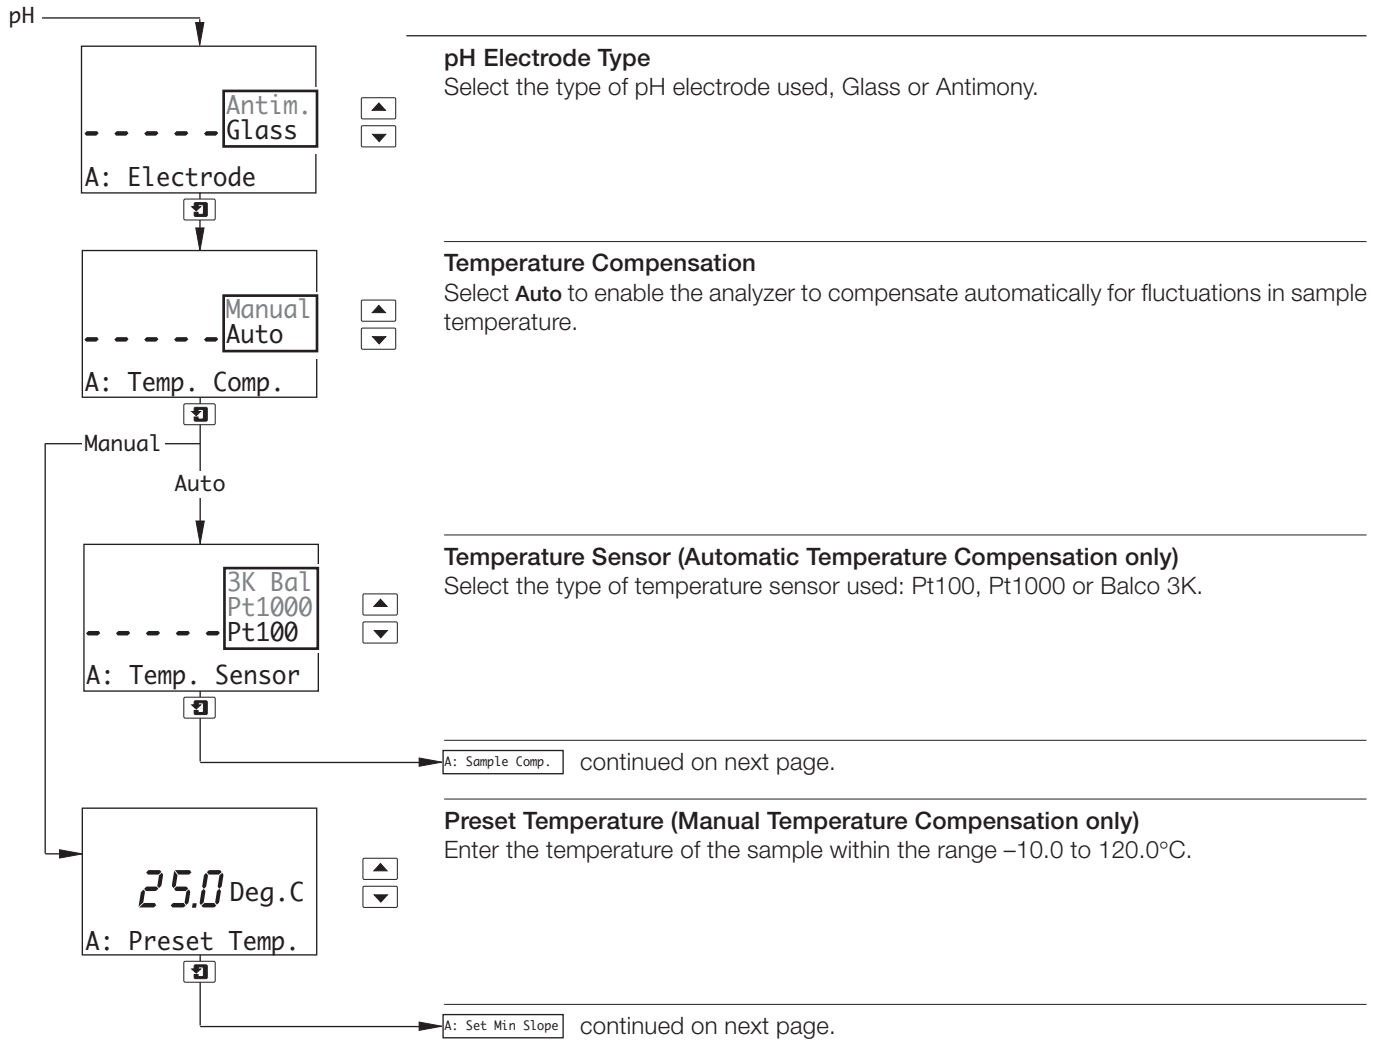 pH
pH Electrode Type
Select the type of pH electrode used, Glass or Antimony.
Antim.
Glass
A: Electrode
Temperature Compensation
Select Auto to enable the analyzer to compensate automatically for fluctuations in sample
temperature.
Manual
Auto
A: Temp. Comp.
Manual
Auto
Temperature Sensor (Automatic Temperature Compensation only)
Select the type of temperature sensor used: Pt100, Pt1000 or Balco 3K.
3K Bal
Pt1000
Pt100
A: Temp. Sensor
A: Sample Comp. continued on next page.
Preset Temperature (Manual Temperature Compensation only)
Enter the temperature of the sample within the range –10.0 to 120.0°C.
25.0 Deg.C
A: Preset Temp.
A: Set Min Slope continued on next page.